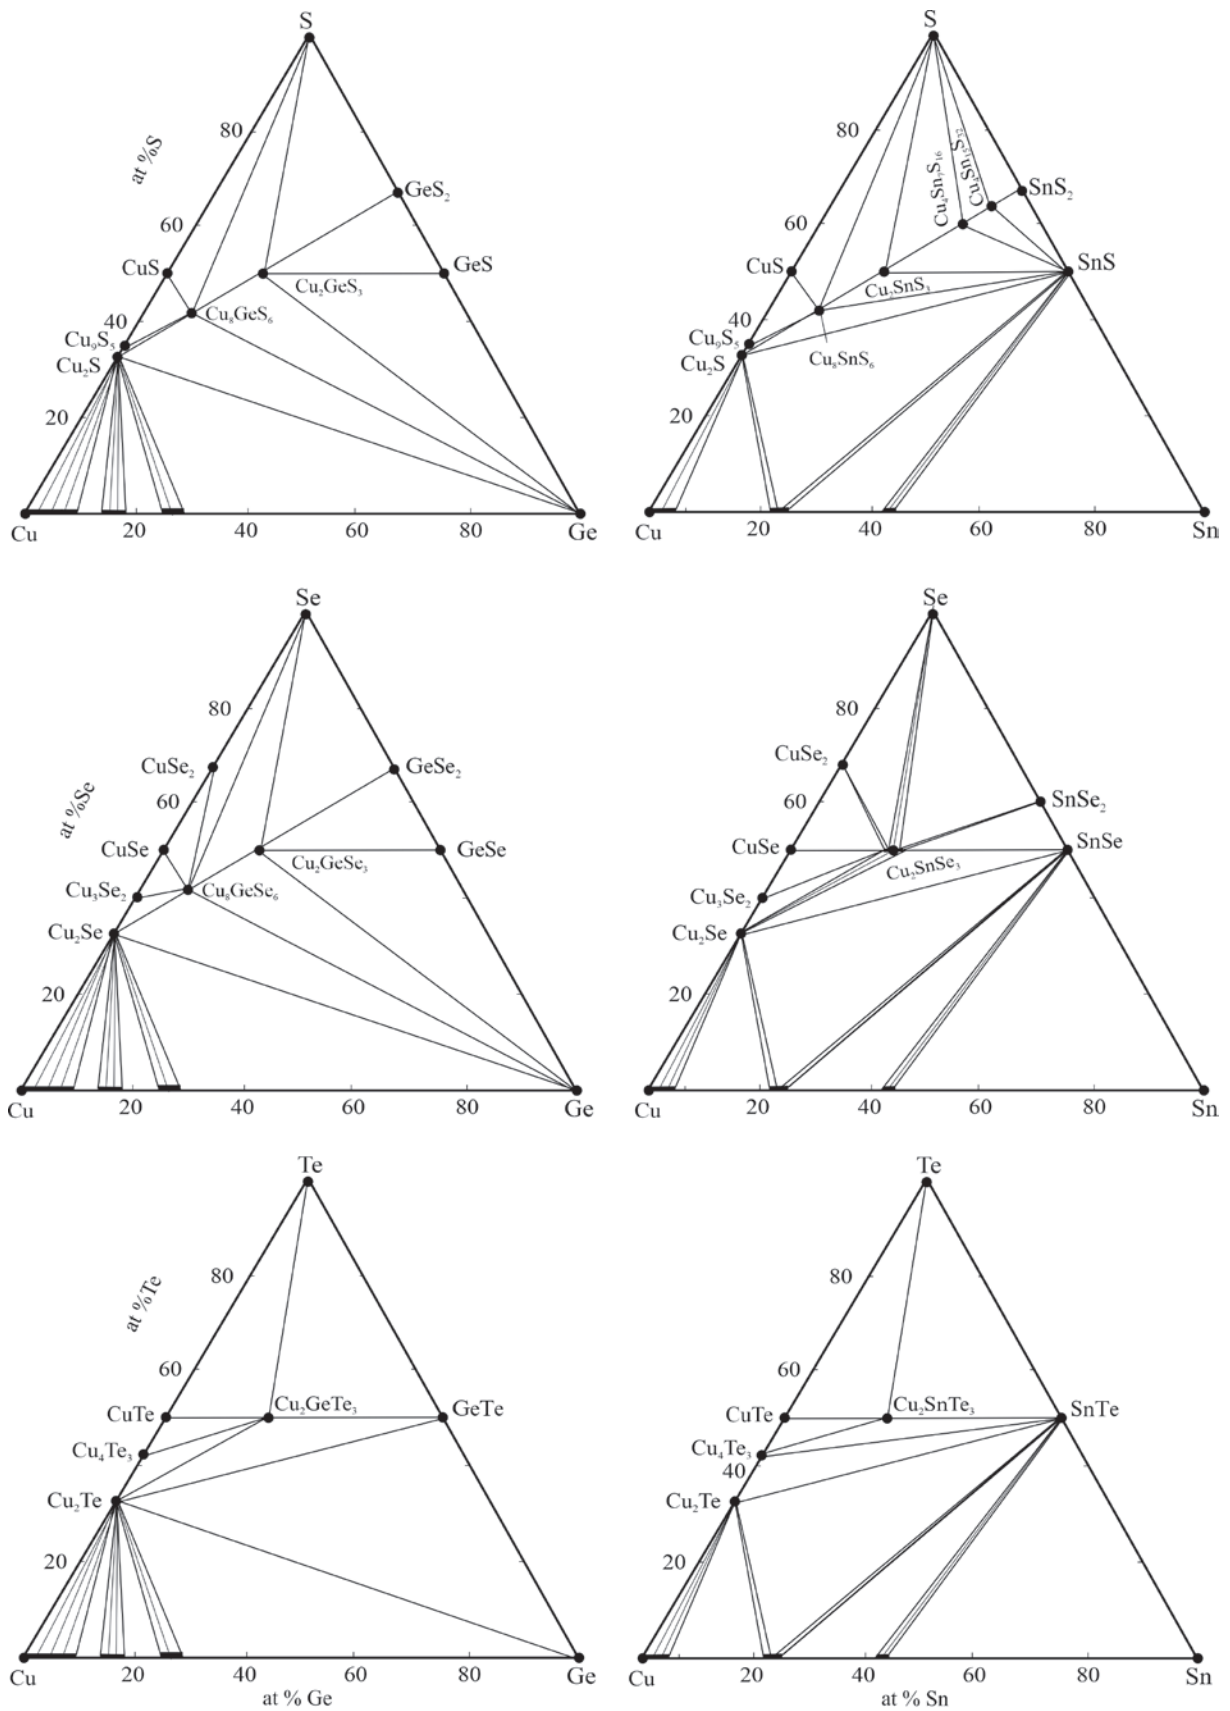 S
80
at %S
GeS₂
60
CuS
GeS
Cu₂GeS₃
40
Cu₈GeS₆
Cu₉S₅
Cu₂S
20
Cu
20
40
60
80
Ge
S
80
Cu₄Sn₇S₁₆
SnS₂
60
CuS
SnS
Cu₂SnS₃
40
Cu₉S₅
Cu₂S
Cu₈SnS₆
20
Cu
20
40
60
80
Sn
Se
80
CuSe₂
GeSe₂
at %Se
60
CuSe
GeSe
Cu₂GeSe₃
Cu₃Se₂
Cu₈GeSe₆
Cu₂Se
20
Cu
20
40
60
80
Ge
Se
80
CuSe₂
60
SnSe₂
CuSe
SnSe
Cu₂SnSe₃
Cu₃Se₂
Cu₂Se
20
Cu
20
40
60
80
Sn
Te
80
at %Te
60
CuTe
Cu₂GeTe₃
GeTe
Cu₄Te₃
Cu₂Te
20
Cu
20
40
60
80
Ge
at % Ge
Te
80
60
CuTe
Cu₂SnTe₃
SnTe
Cu₄Te₃
40
Cu₂Te
20
Cu
20
40
60
80
Sn
at % Sn